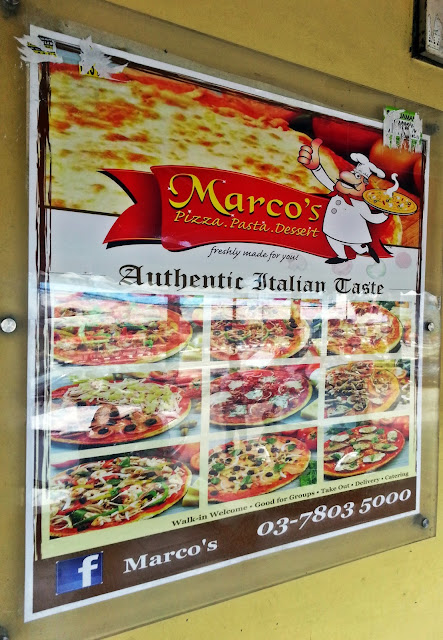 Marco's
Pizza.Pasta.Dessert
freshly made for you!
Authentic Italian Taste
Walk-in Welcome • Good for Groups • Take Out • Delivery • Catering
f Marco's
03-7803 5000